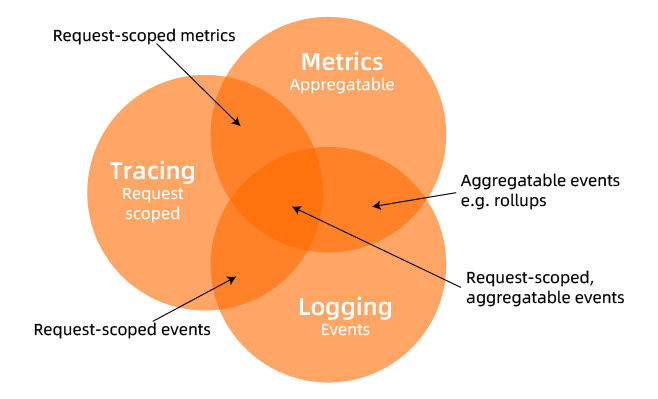 Request-scoped metrics
Metrics
Appregatable
Tracing
Request
scoped
Aggregatable events
e.g. rollups
Request-scoped,
aggregatable events
Logging
Events
Request-scoped events